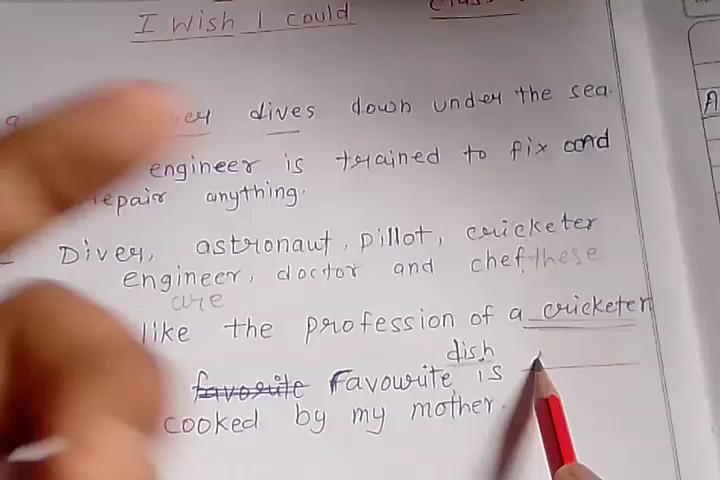 I Wish I could
dives down under the sea.
engineer is trained to fix and
repair anything.
Diver, astronaut, pillot, cricketer
engineer, doctor and chef. these
are
like the profession of a cricketer
dish
favorite Favourite is
cooked by my mother.
A